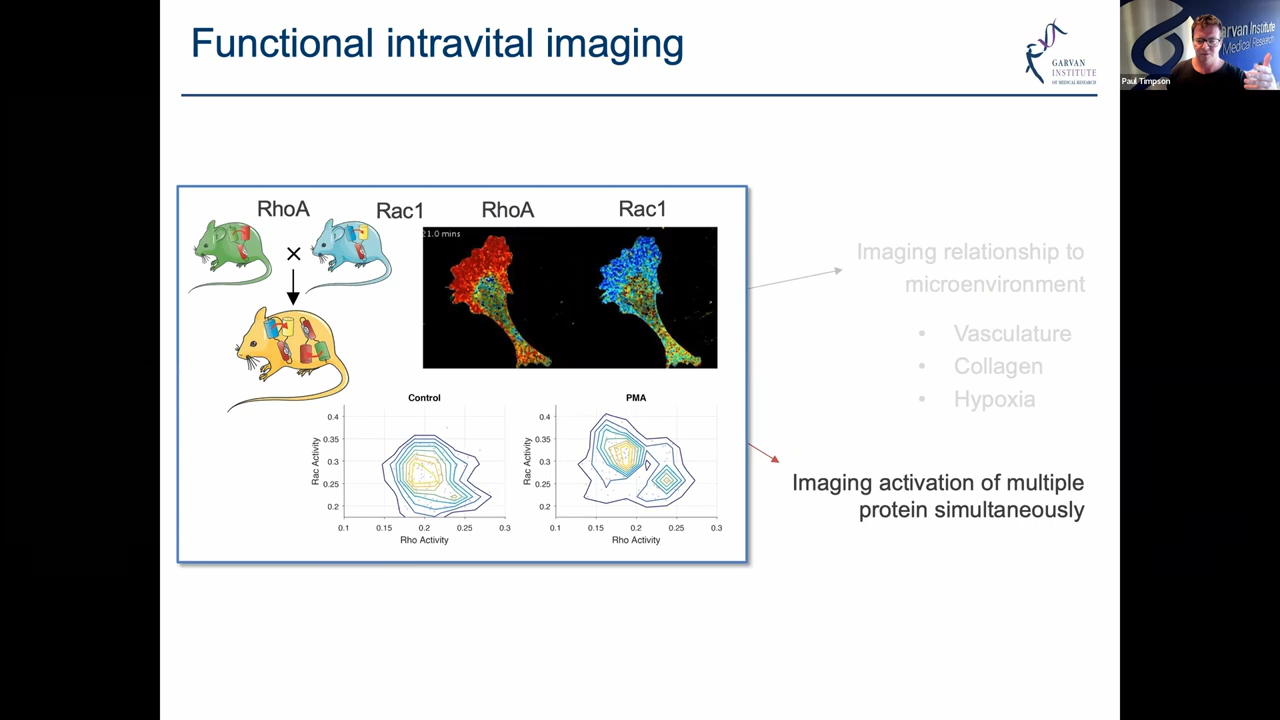 Functional intravital imaging
GARVAN
INSTITUTE
OF MEDICAL RESEARCH
Garvan Institute
Medical Research
Paul Timpson
RhoA
Rac1
RhoA
Rac1
×
21.0 mins
Control
Rac Activity
0.4
0.35
0.3
0.25
0.2
0.1 0.15 0.2 0.25 0.3
Rho Activity
PMA
Rac Activity
0.4
0.35
0.3
0.25
0.2
0.1 0.15 0.2 0.25 0.3
Rho Activity
Imaging relationship to
microenvironment
• Vasculature
• Collagen
• Hypoxia
Imaging activation of multiple
protein simultaneously